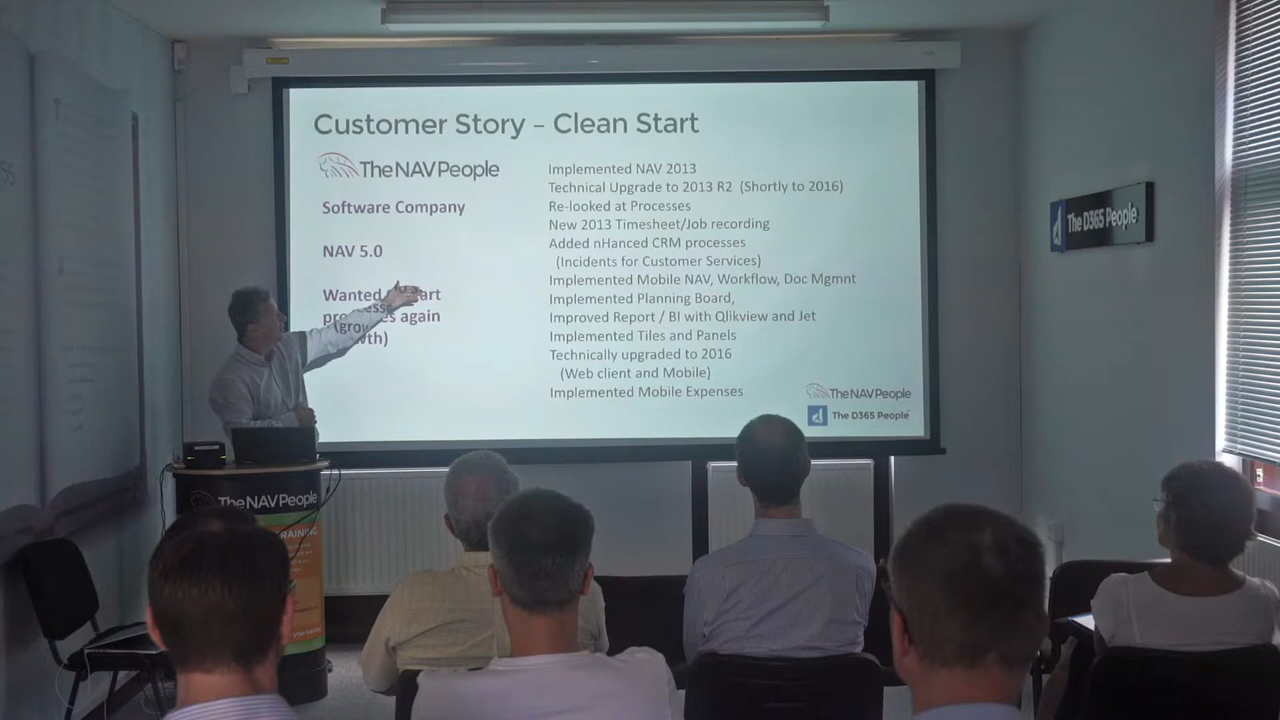 Customer Story – Clean Start
The NAV People
Software Company
NAV 5.0
Wanted
art
again
Implemented NAV 2013
Technical Upgrade to 2013 R2 (Shortly to 2016)
Re-looked at Processes
New 2013 Timesheet/Job recording
Added nHanced CRM processes
(Incidents for Customer Services)
Implemented Mobile NAV, Workflow, Doc Mgmnt
Implemented Planning Board,
Improved Report / BI with Qlikview and Jet
Implemented Tiles and Panels
Technically upgraded to 2016
(Web client and Mobile)
Implemented Mobile Expenses
The NAV People
The D365 People
The D365 People
The NAV People
RAINING